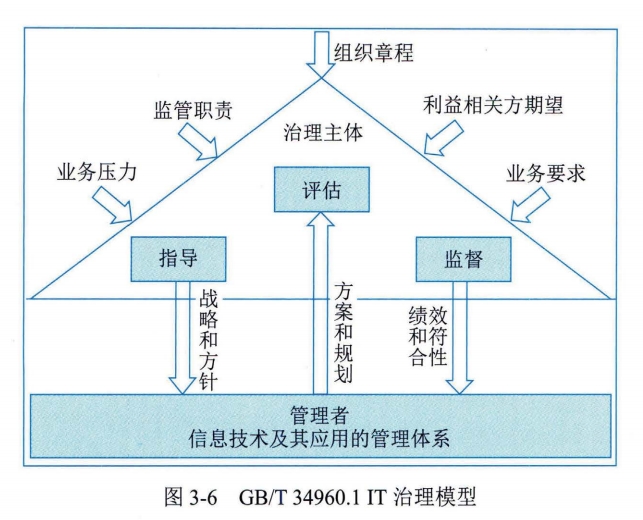 组织章程
监管职责
利益相关方期望
治理主体
业务压力
业务要求
评估
指导
监督
战略和方针
方案和规划
绩效
和符
合性
管理者
信息技术及其应用的管理体系
图 3-6 GB/T 34960.1 IT 治理模型